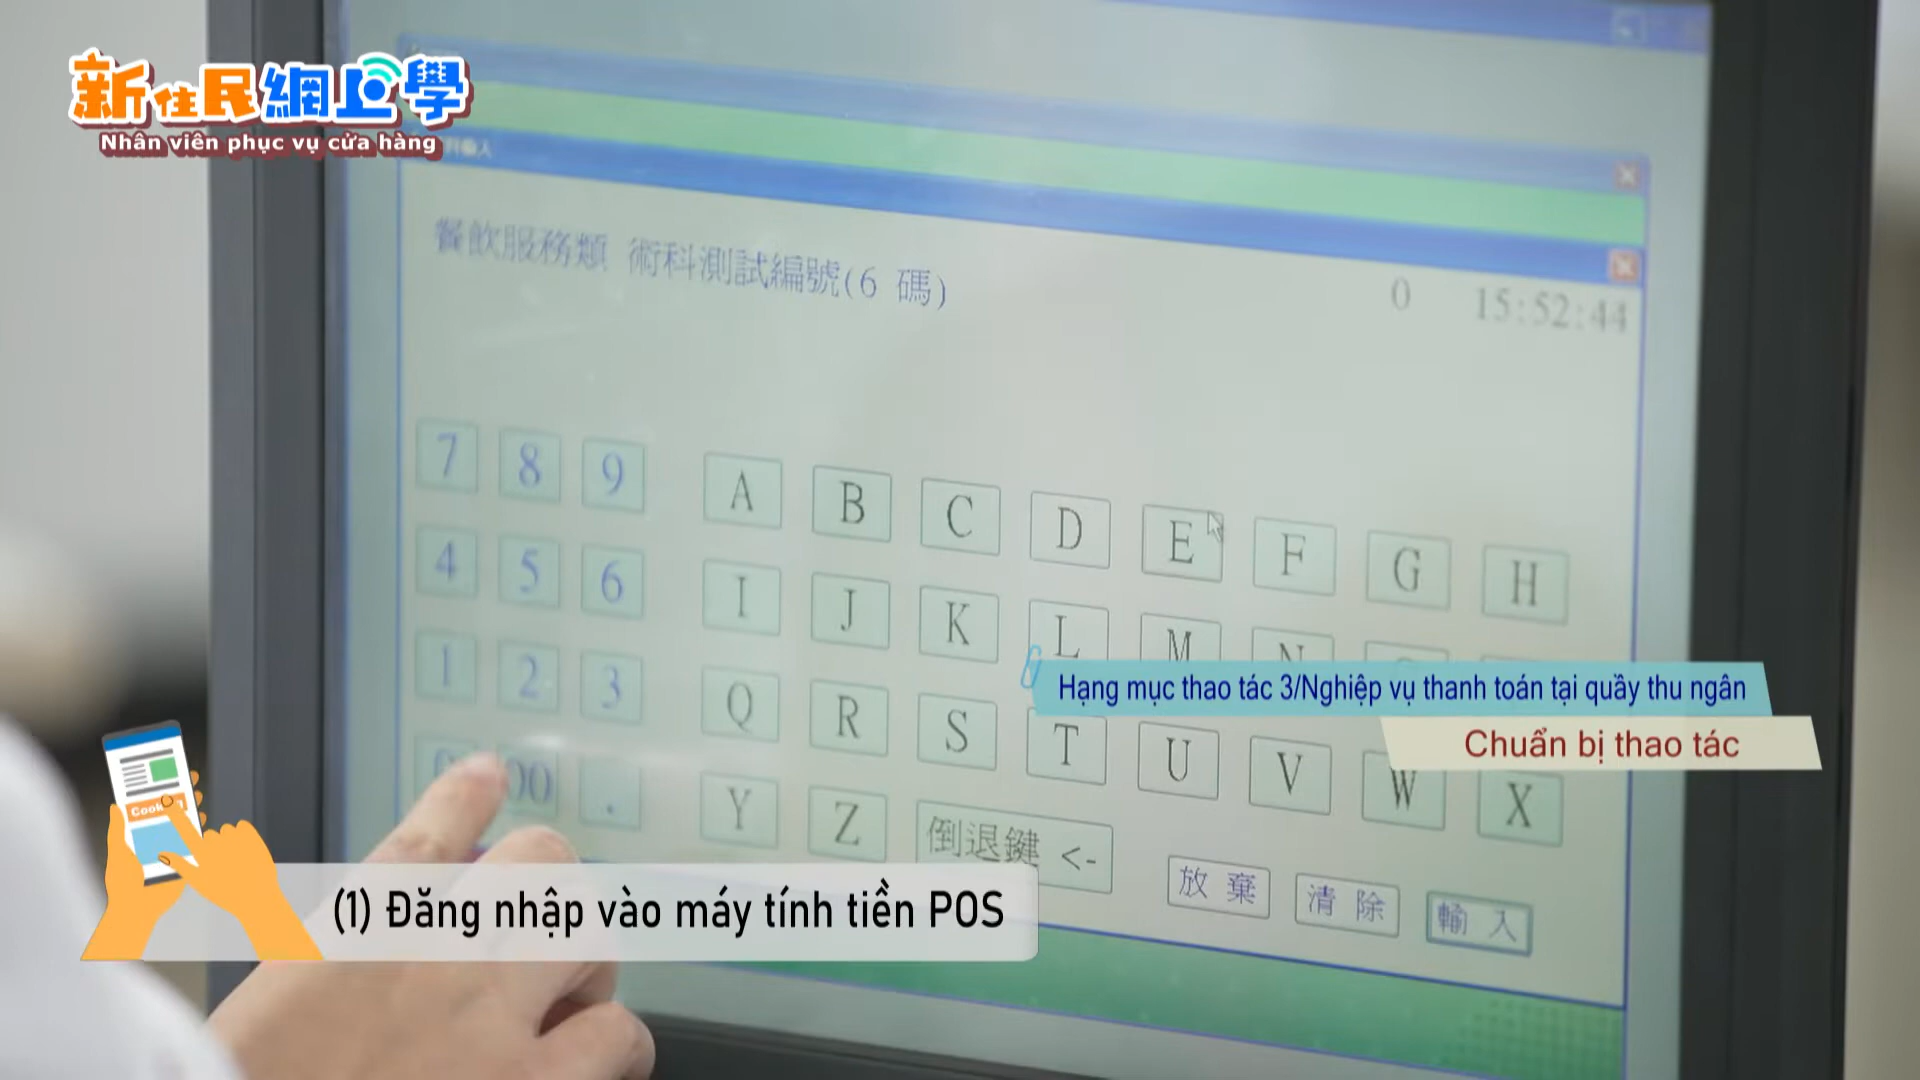 新住民網上學
Nhân viên phục vụ cửa hàng
餐飲服務類 術科測試編號(6 碼)
0 15:52:44
7 8 9 A B C D E F G H
4 5 6 I J K L M N
1 2 3 Q R S T U V W X
00 . Y Z 倒退鍵 <-
放棄 清除 輸入
Hạng mục thao tác 3/Nghiệp vụ thanh toán tại quầy thu ngân
Chuẩn bị thao tác
(1) Đăng nhập vào máy tính tiền POS